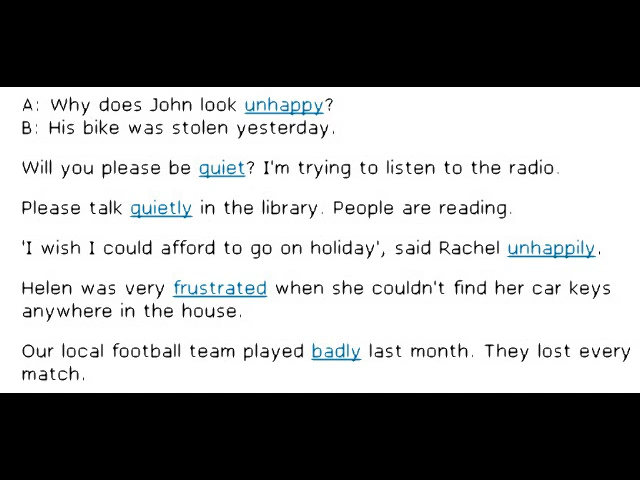 A: Why does John look unhappy?
B: His bike was stolen yesterday.
Will you please be quiet? I'm trying to listen to the radio.
Please talk quietly in the library. People are reading.
'I wish I could afford to go on holiday', said Rachel unhappily.
Helen was very frustrated when she couldn't find her car keys
anywhere in the house.
Our local football team played badly last month. They lost every
match.